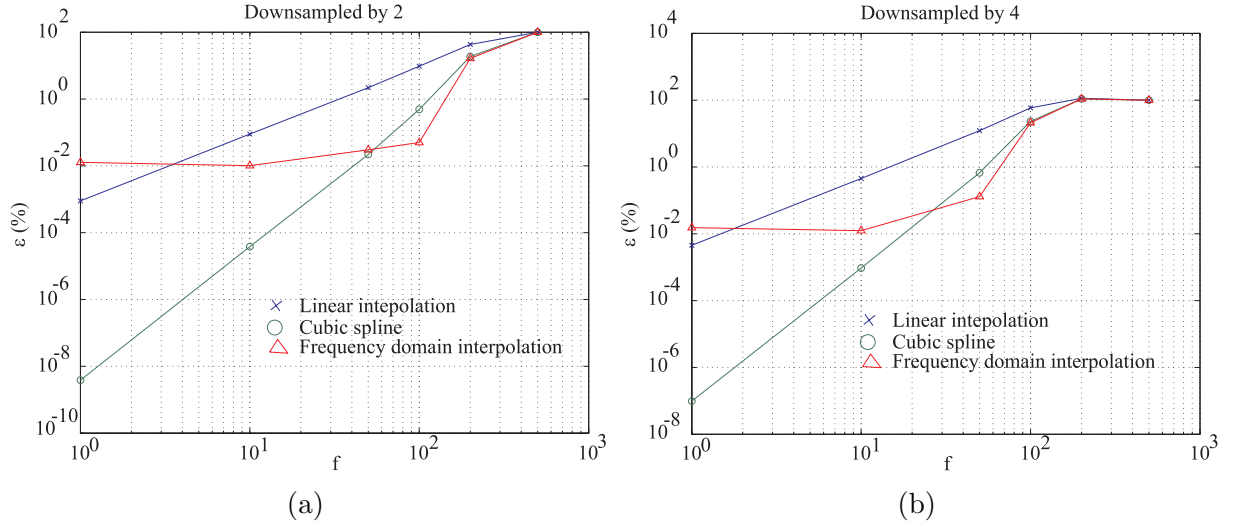 Downsampled by 2
10^2
10^0
10^-2
10^-4
10^-6
10^-8
10^-10
ε (%)
Linear intepolation
Cubic spline
Frequency domain interpolation
10^0 10^1 10^2 10^3
f
(a)
Downsampled by 4
10^4
10^2
10^0
10^-2
10^-4
10^-6
10^-8
ε (%)
Linear intepolation
Cubic spline
Frequency domain interpolation
10^0 10^1 10^2 10^3
f
(b)